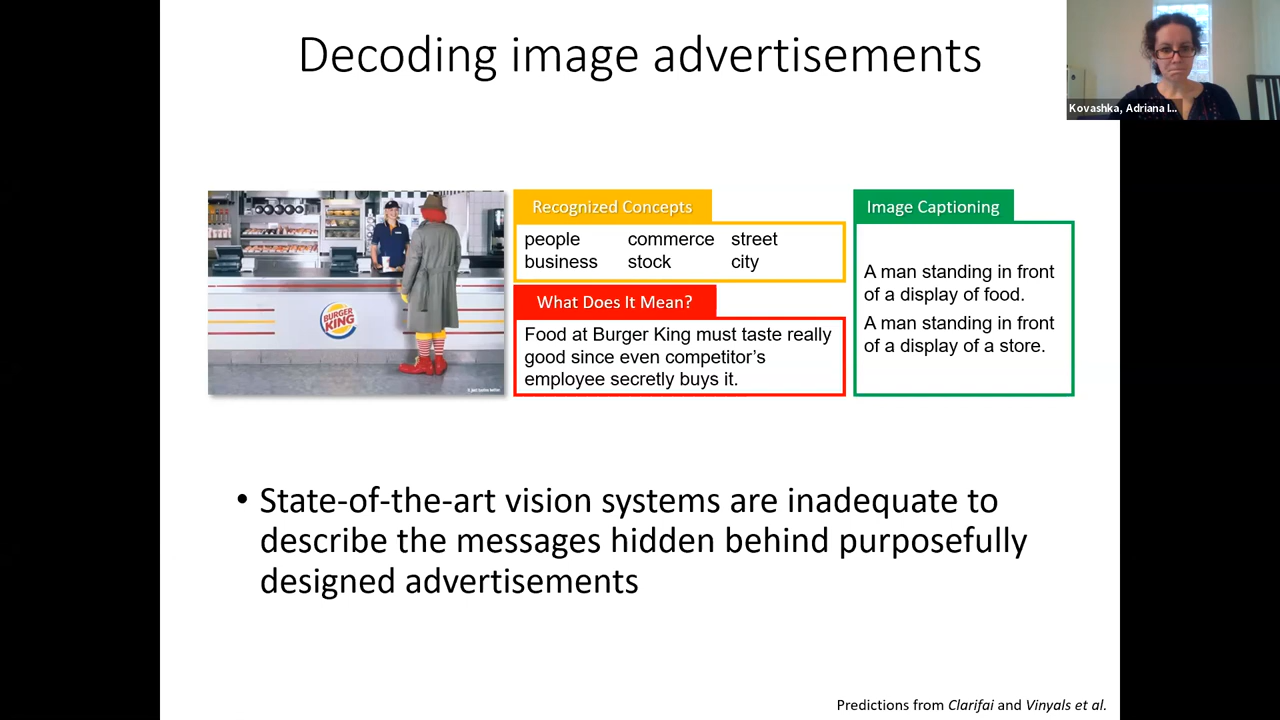 Decoding image advertisements
Kovashka, Adriana I...
BURGER
KING
Recognized Concepts
people commerce street
business stock city
What Does It Mean?
Food at Burger King must taste really
good since even competitor's
employee secretly buys it.
Image Captioning
A man standing in front
of a display of food.
A man standing in front
of a display of a store.
• State-of-the-art vision systems are inadequate to
describe the messages hidden behind purposefully
designed advertisements
Predictions from Clarifai and Vinyals et al.